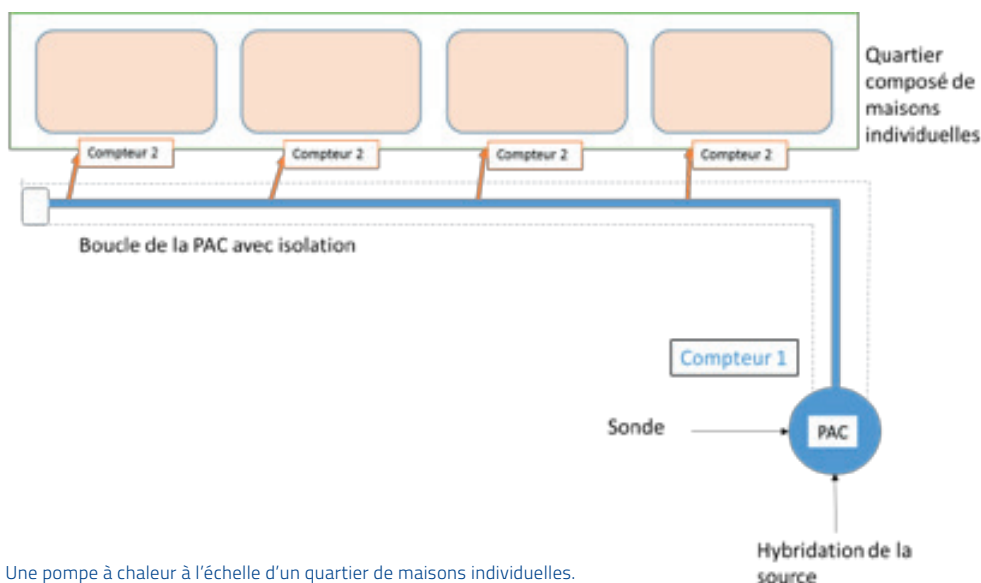 Quartier
composé de
maisons
individuelles
Compteur 2
Compteur 2
Compteur 2
Compteur 2
Boucle de la PAC avec isolation
Compteur 1
Sonde
PAC
Hybridation de la
source
Une pompe à chaleur à l'échelle d'un quartier de maisons individuelles.